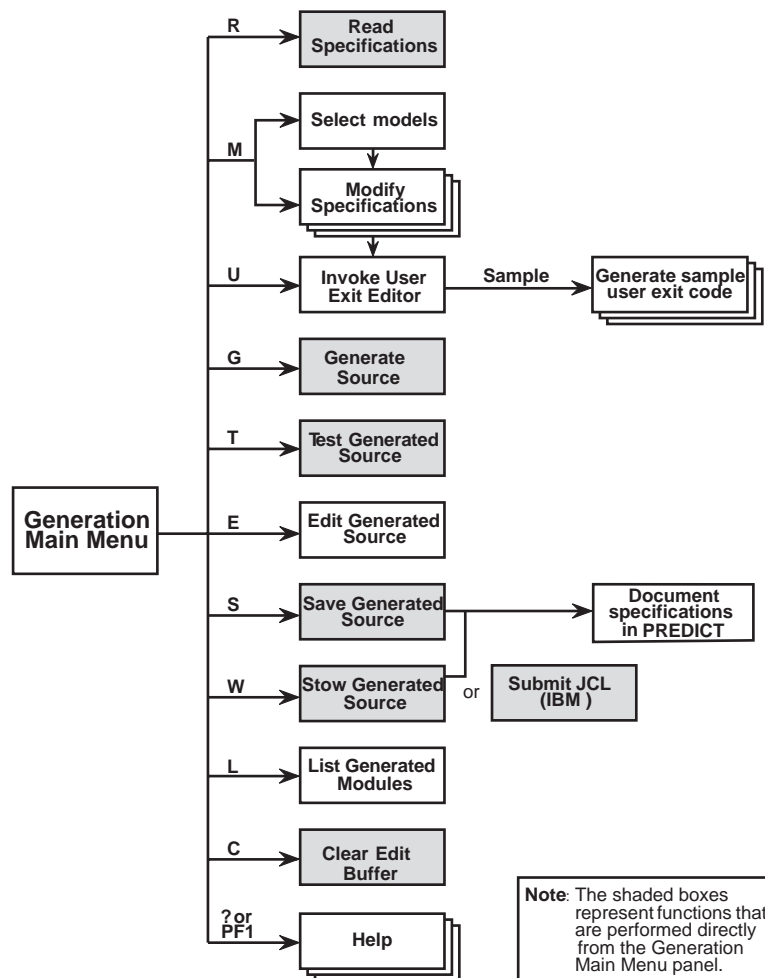 R
Read
Specifications
Select models
M
Modify
Specifications
U
Invoke User
Exit Editor
Sample
Generate sample
user exit code
G
Generate
Source
T
Test Generated
Source
Generation
Main Menu
E
Edit Generated
Source
S
Save Generated
Source
Document
specifications
in PREDICT
W
Stow Generated
Source
or
Submit JCL
(IBM )
L
List Generated
Modules
C
Clear Edit
Buffer
? or
PF1
Help
Note: The shaded boxes
represent functions that
are performed directly
from the Generation
Main Menu panel.